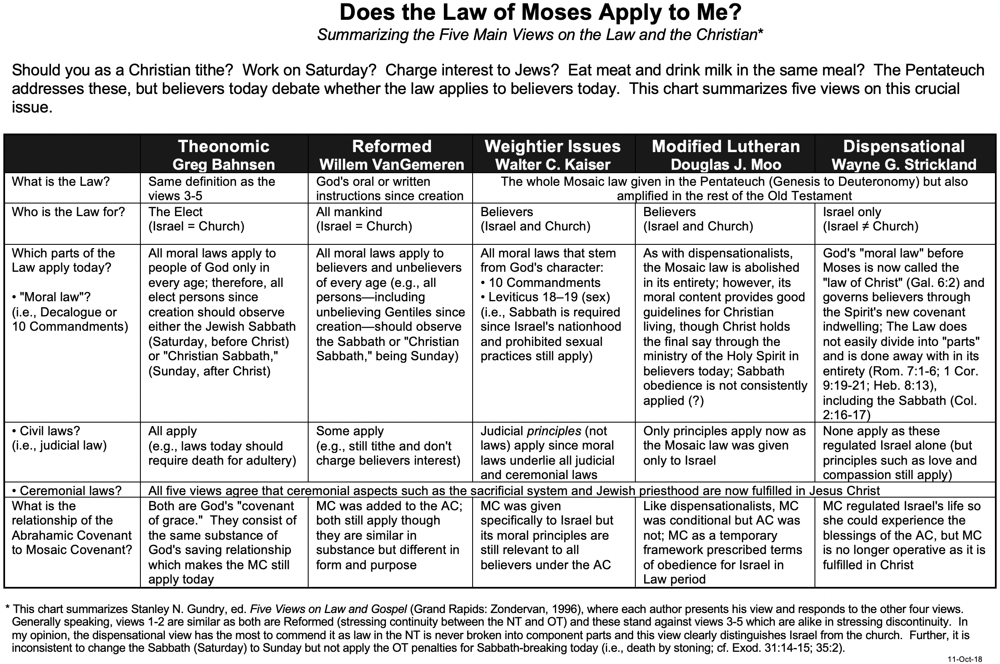 Does the Law of Moses Apply to Me?
Summarizing the Five Main Views on the Law and the Christian*
Should you as a Christian tithe?  Work on Saturday?  Charge interest to Jews?  Eat meat and drink milk in the same meal?  The Pentateuch
addresses these, but believers today debate whether the law applies to believers today.  This chart summarizes five views on this crucial
issue.
Theonomic
Greg Bahnsen
Reformed
Willem VanGemeren
Weightier Issues
Walter C. Kaiser
Modified Lutheran
Douglas J. Moo
Dispensational
Wayne G. Strickland
What is the Law?
Same definition as the
views 3-5
God's oral or written
instructions since creation
The whole Mosaic law given in the Pentateuch (Genesis to Deuteronomy) but also
amplified in the rest of the Old Testament
Who is the Law for?
The Elect
(Israel = Church)
All mankind
(Israel = Church)
Believers
(Israel and Church)
Believers
(Israel and Church)
Israel only
(Israel ≠ Church)
Which parts of the
Law apply today?
• "Moral law"?
(i.e., Decalogue or
10 Commandments)
All moral laws apply to
people of God only in
every age; therefore, all
elect persons since
creation should observe
either the Jewish Sabbath
(Saturday, before Christ)
or "Christian Sabbath,"
(Sunday, after Christ)
All moral laws apply to
believers and unbelievers
of every age (e.g., all
persons—including
unbelieving Gentiles since
creation—should observe
the Sabbath or "Christian
Sabbath," being Sunday)
All moral laws that stem
from God's character:
• 10 Commandments
• Leviticus 18–19 (sex)
(i.e., Sabbath is required
since Israel's nationhood
and prohibited sexual
practices still apply)
As with dispensationalists,
the Mosaic law is abolished
in its entirety; however, its
moral content provides good
guidelines for Christian
living, though Christ holds
the final say through the
ministry of the Holy Spirit in
believers today; Sabbath
obedience is not consistently
applied (?)
God's "moral law" before
Moses is now called the
"law of Christ" (Gal. 6:2) and
governs believers through
the Spirit's new covenant
indwelling; The Law does
not easily divide into "parts"
and is done away with in its
entirety (Rom. 7:1-6; 1 Cor.
9:19-21; Heb. 8:13),
including the Sabbath (Col.
2:16-17)
• Civil laws?
(i.e., judicial law)
All apply
(e.g., laws today should
require death for adultery)
Some apply
(e.g., still tithe and don't
charge believers interest)
Judicial principles (not
laws) apply since moral
laws underlie all judicial
and ceremonial laws
Only principles apply now as
the Mosaic law was given
only to Israel
None apply as these
regulated Israel alone (but
principles such as love and
compassion still apply)
• Ceremonial laws?
All five views agree that ceremonial aspects such as the sacrificial system and Jewish priesthood are now fulfilled in Jesus Christ
What is the
relationship of the
Abrahamic Covenant
to Mosaic Covenant?
Both are God's "covenant
of grace."  They consist of
the same substance of
God's saving relationship
which makes the MC still
apply today
MC was added to the AC;
both still apply though
they are similar in
substance but different in
form and purpose
MC was given
specifically to Israel but
its moral principles are
still relevant to all
believers under the AC
Like dispensationalists, MC
was conditional but AC was
not; MC as a temporary
framework prescribed terms
of obedience for Israel in
Law period
MC regulated Israel's life so
she could experience the
blessings of the AC, but MC
is no longer operative as it is
fulfilled in Christ
* This chart summarizes Stanley N. Gundry, ed. Five Views on Law and Gospel (Grand Rapids: Zondervan, 1996), where each author presents his view and responds to the other four views.
Generally speaking, views 1-2 are similar as both are Reformed (stressing continuity between the NT and OT) and these stand against views 3-5 which are alike in stressing discontinuity.  In
my opinion, the dispensational view has the most to commend it as law in the NT is never broken into component parts and this view clearly distinguishes Israel from the church.  Further, it is
inconsistent to change the Sabbath (Saturday) to Sunday but not apply the OT penalties for Sabbath-breaking today (i.e., death by stoning; cf. Exod. 31:14-15; 35:2).
11-Oct-18